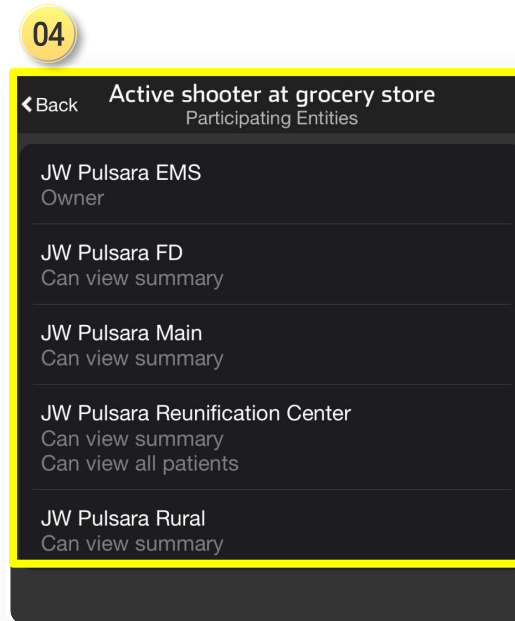 04
Back
Active shooter at grocery store
Participating Entities
JW Pulsara EMS
Owner
JW Pulsara FD
Can view summary
JW Pulsara Main
Can view summary
JW Pulsara Reunification Center
Can view summary
Can view all patients
JW Pulsara Rural
Can view summary